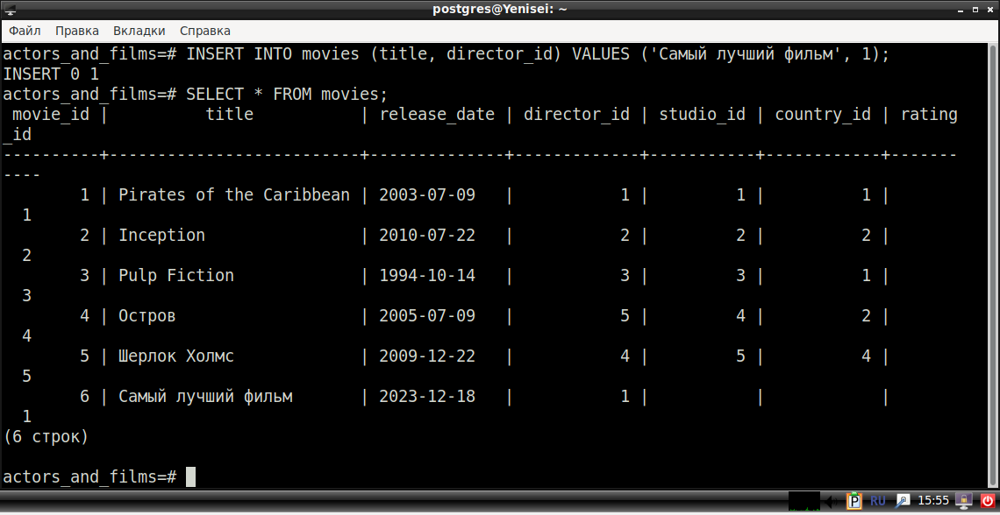 postgres@Yenisei: ~
Файл Правка Вкладки Справка
actors_and_films=# INSERT INTO movies (title, director_id) VALUES ('Самый лучший фильм', 1);
INSERT 0 1
actors_and_films=# SELECT * FROM movies;
 movie_id |          title           | release_date | director_id | studio_id | country_id | rating
_id
----------+--------------------------+--------------+-------------+-----------+------------+-------
----
        1 | Pirates of the Caribbean | 2003-07-09   |           1 |         1 |          1 |
  1
        2 | Inception                | 2010-07-22   |           2 |         2 |          2 |
  2
        3 | Pulp Fiction             | 1994-10-14   |           3 |         3 |          1 |
  3
        4 | Остров                   | 2005-07-09   |           5 |         4 |          2 |
  4
        5 | Шерлок Холмс             | 2009-12-22   |           4 |         5 |          4 |
  5
        6 | Самый лучший фильм       | 2023-12-18   |           1 |           |            |
  1
(6 строк)
actors_and_films=#
P RU 15:55